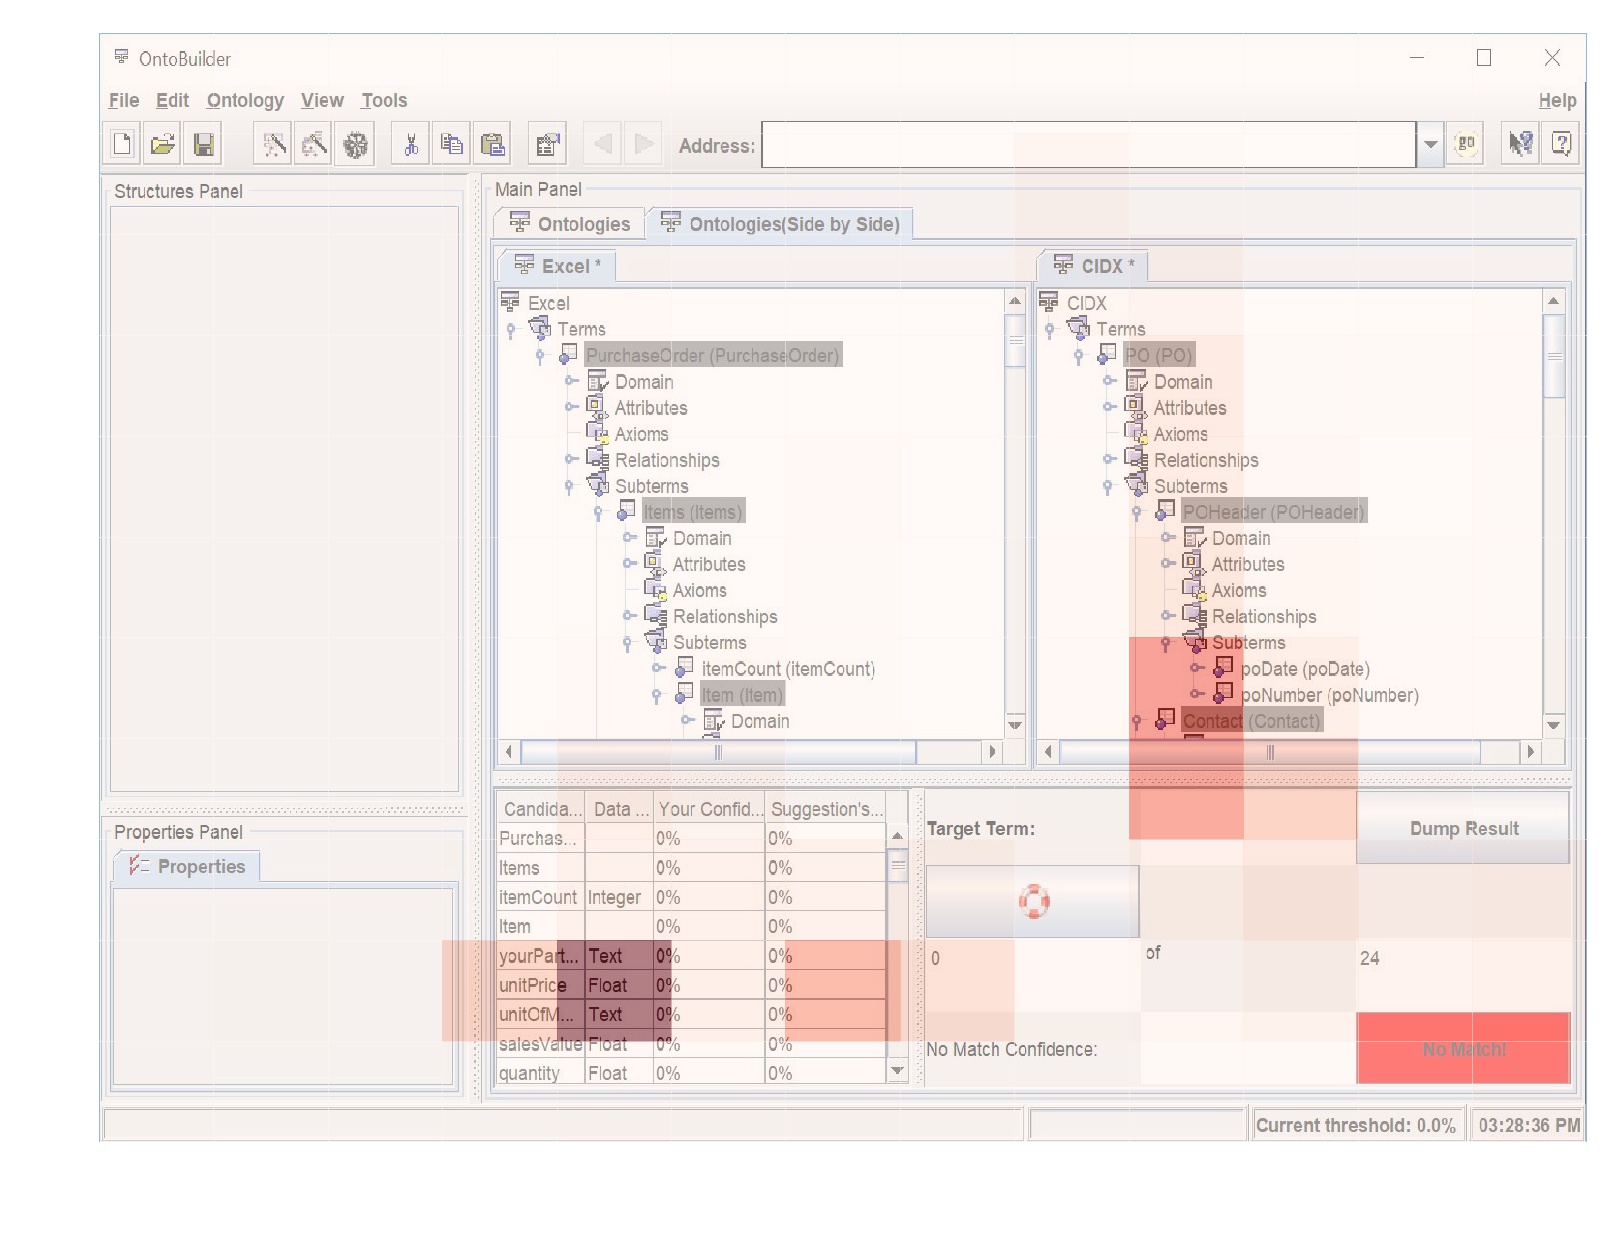 OntoBuilder
File Edit Ontology View Tools Help
Address: go
Structures Panel
Main Panel
Ontologies Ontologies(Side by Side)
Excel * CIDX *
Excel
Terms
PurchaseOrder (PurchaseOrder)
Domain
Attributes
Axioms
Relationships
Subterms
Items (Items)
Domain
Attributes
Axioms
Relationships
Subterms
itemCount (itemCount)
Item (Item)
Domain
CIDX
Terms
PO (PO)
Domain
Attributes
Axioms
Relationships
Subterms
POHeader (POHeader)
Domain
Attributes
Axioms
Relationships
Subterms
poDate (poDate)
poNumber (poNumber)
Contact (Contact)
Properties Panel
Properties
Candida... Data ... Your Confid... Suggestion's...
Purchas... 0% 0%
Items 0% 0%
itemCount Integer 0% 0%
Item 0% 0%
yourPart... Text 0% 0%
unitPrice Float 0% 0%
unitOfM... Text 0% 0%
salesValue Float 0% 0%
quantity Float 0% 0%
Target Term: Dump Result
0 of 24
No Match Confidence: No Match!
Current threshold: 0.0% 03:28:36 PM